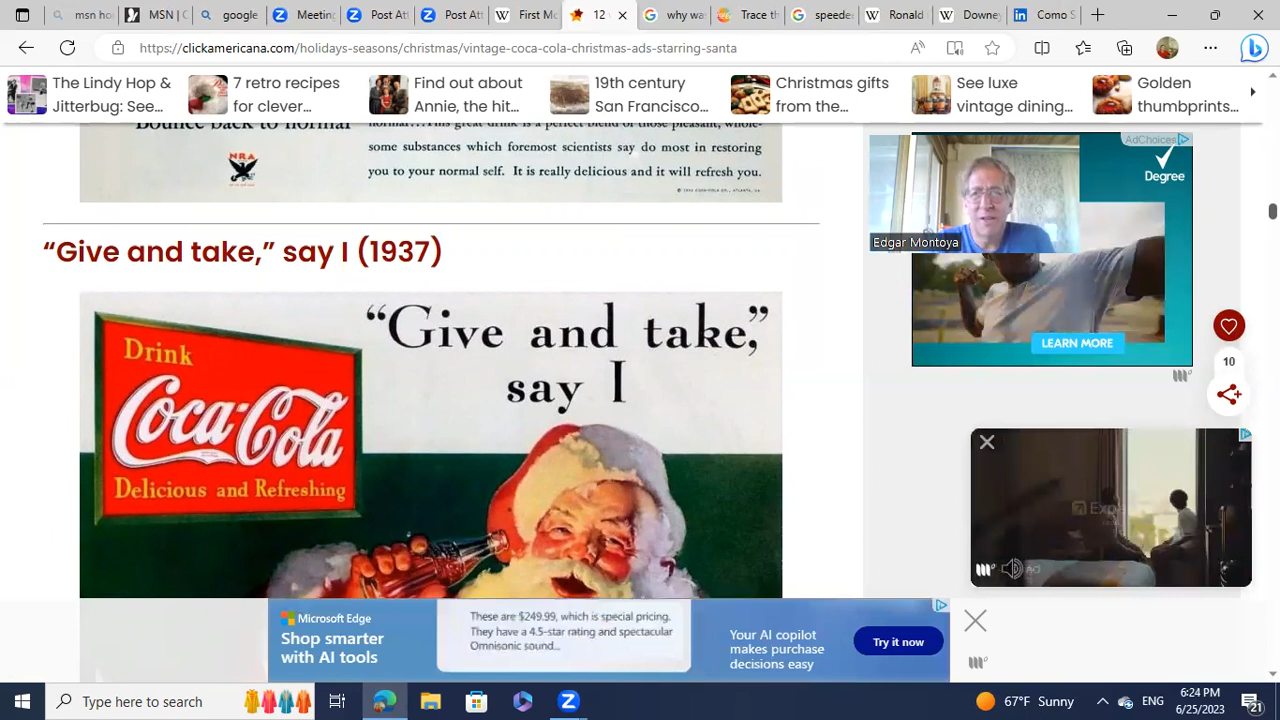 msn ho
MSN | C
google
Meeting
Post Att
Post Att
First Mo
12
why wa
Trace th
speede
Ronald
Downey
Como S
https://clickamericana.com/holidays-seasons/christmas/vintage-coca-cola-christmas-ads-starring-santa
The Lindy Hop &
Jitterbug: See...
7 retro recipes
for clever...
Find out about
Annie, the hit...
19th century
San Francisco...
Christmas gifts
from the...
See luxe
vintage dining...
Golden
thumbprints...
Bounce back to normal
normal...This great drink is a perfect blend of those pleasant, whole-
some substances which foremost scientists say do most in restoring
you to your normal self. It is really delicious and it will refresh you.
NRA
AdChoices
Degree
Edgar Montoya
LEARN MORE
“Give and take,” say I (1937)
“Give and take,”
say I
Drink
Coca-Cola
Delicious and Refreshing
10
Expe
Ad
Microsoft Edge
Shop smarter
with AI tools
These are $249.99, which is special pricing.
They have a 4.5-star rating and spectacular
Omnisonic sound...
Your AI copilot
makes purchase
decisions easy
Try it now
Type here to search
67°F Sunny
ENG
6:24 PM
6/25/2023
21